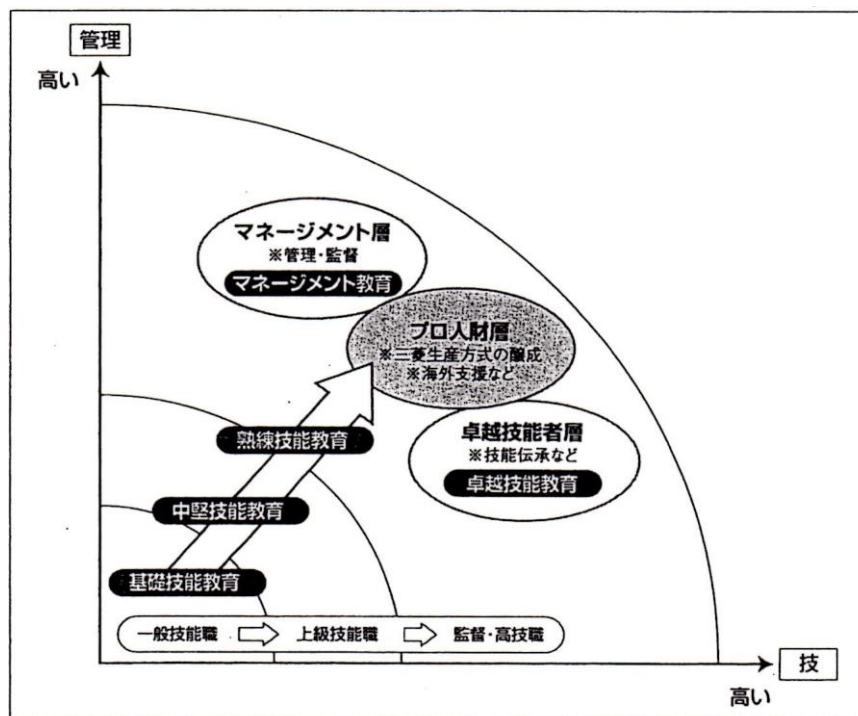 管理
高い
マネージメント層
※管理・監督
マネージメント教育
プロ人財層
※三菱生産方式の醸成
※海外支援など
卓越技能者層
※技能伝承など
卓越技能教育
熟練技能教育
中堅技能教育
基礎技能教育
一般技能職 上級技能職 監督・高技職
技
高い